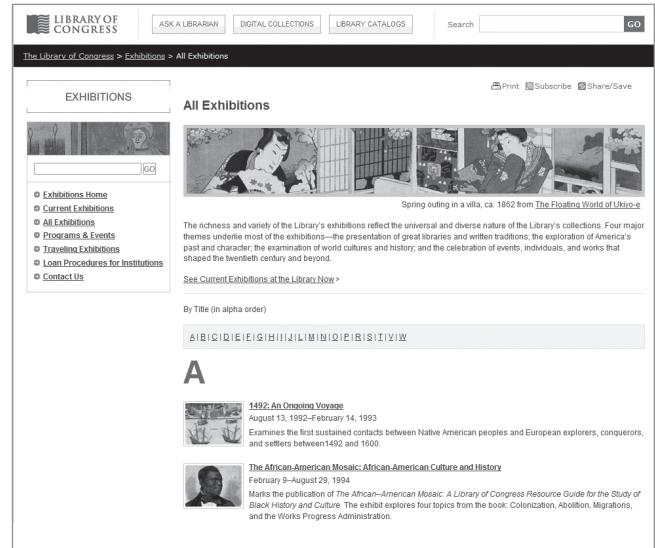 LIBRARY OF
CONGRESS
ASK A LIBRARIAN
DIGITAL COLLECTIONS
LIBRARY CATALOGS
Search
GO
The Library of Congress > Exhibitions > All Exhibitions
EXHIBITIONS
GO
Exhibitions Home
Current Exhibitions
All Exhibitions
Programs & Events
Traveling Exhibitions
Loan Procedures for Institutions
Contact Us
Print Subscribe Share/Save
All Exhibitions
Spring outing in a villa, ca. 1862 from The Floating World of Ukiyo-e
The richness and variety of the Library's exhibitions reflect the universal and diverse nature of the Library's collections. Four major
themes underlie most of the exhibitions—the presentation of great libraries and written traditions; the exploration of America's
past and character; the examination of world cultures and history; and the celebration of events, individuals, and works that
shaped the twentieth century and beyond.
See Current Exhibitions at the Library Now >
By Title (in alpha order)
A | B | C | D | E | F | G | H | I | J | L | M | N | O | P | R | S | T | V | W
A
1492: An Ongoing Voyage
August 13, 1992–February 14, 1993
Examines the first sustained contacts between Native American peoples and European explorers, conquerors,
and settlers between1492 and 1600.
The African-American Mosaic: African-American Culture and History
February 9–August 29, 1994
Marks the publication of The African–American Mosaic: A Library of Congress Resource Guide for the Study of
Black History and Culture. The exhibit explores four topics from the book: Colonization, Abolition, Migrations,
and the Works Progress Administration.